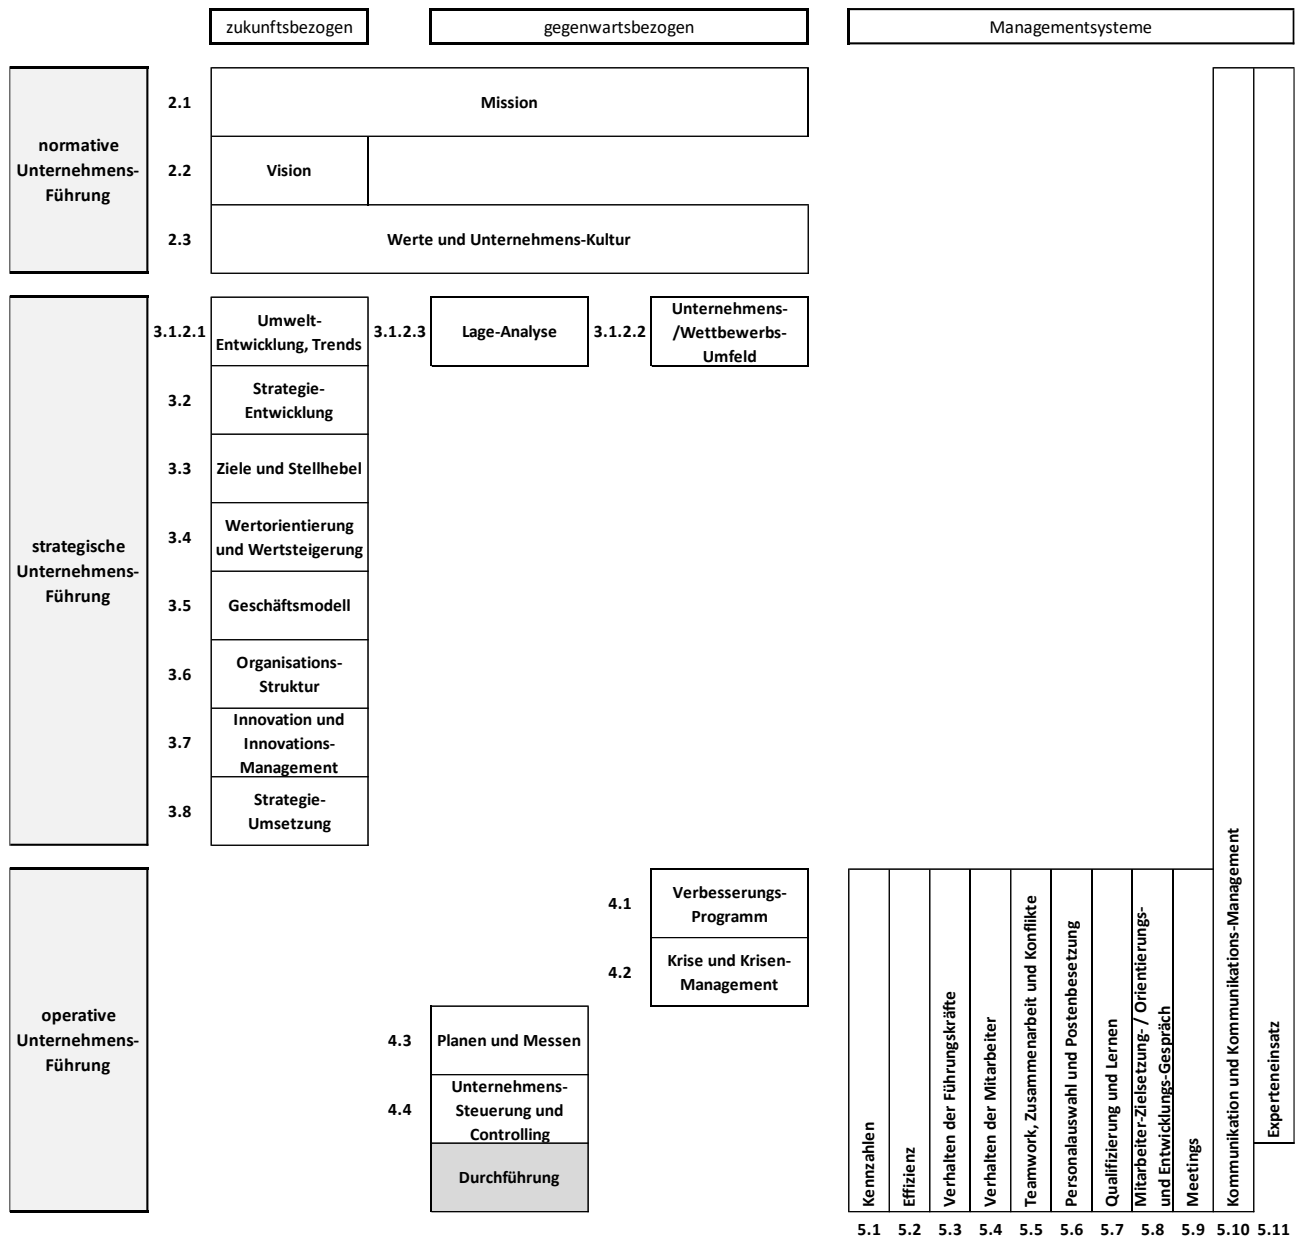 zukunftsbezogen
gegenwartsbezogen
Managementsysteme
normative
Unternehmens-
Führung
2.1
Mission
2.2
Vision
2.3
Werte und Unternehmens-Kultur
strategische
Unternehmens-
Führung
3.1.2.1
Umwelt-
Entwicklung, Trends
3.1.2.3
Lage-Analyse
3.1.2.2
Unternehmens-
/Wettbewerbs-
Umfeld
3.2
Strategie-
Entwicklung
3.3
Ziele und Stellhebel
3.4
Wertorientierung
und Wertsteigerung
3.5
Geschäftsmodell
3.6
Organisations-
Struktur
3.7
Innovation und
Innovations-
Management
3.8
Strategie-
Umsetzung
operative
Unternehmens-
Führung
4.1
Verbesserungs-
Programm
4.2
Krise und Krisen-
Management
4.3
Planen und Messen
4.4
Unternehmens-
Steuerung und
Controlling
Durchführung
Kennzahlen
Effizienz
Verhalten der Führungskräfte
Verhalten der Mitarbeiter
Teamwork, Zusammenarbeit und Konflikte
Personalauswahl und Postenbesetzung
Qualifizierung und Lernen
Mitarbeiter-Zielsetzung- / Orientierungs-
und Entwicklungs-Gespräch
Meetings
Kommunikation und Kommunikations-Management
Experteneinsatz
5.1
5.2
5.3
5.4
5.5
5.6
5.7
5.8
5.9
5.10
5.11